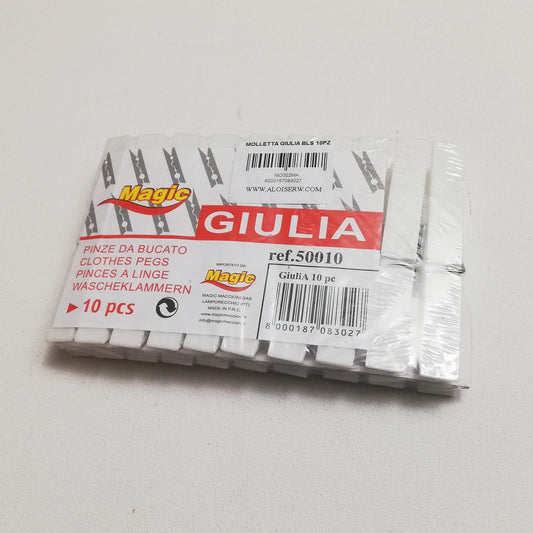 MOLLETTA GIULIA BLS 10PZ
M0002MA
8000187083027
WWW.ALOISERW.COM
Magic
GIULIA
PINZE DA BUCATO
CLOTHES PEGS
PINCES A LINGE
WASCHEKLAMMERN
10 pcs
IMPORTATO DA:
Magic
MAGIC MACCIONI SAS
LAMPORECCHIO (PT)
MADE IN P.R.C.
ref.50010
GiuliA 10 pc
8 000187 083027